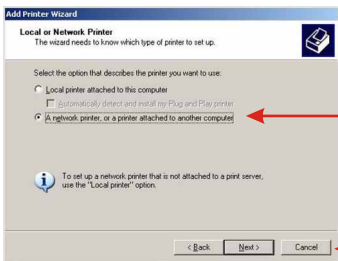 Add Printer Wizard
Local or Network Printer
The wizard needs to know which type of printer to set up.
Select the option that describes the printer you want to use:
Local printer attached to this computer
Automatically detect and install my Plug and Play printer
A network printer, or a printer attached to another computer
To set up a network printer that is not attached to a print server,
use the "Local printer" option.
< Back
Next >
Cancel